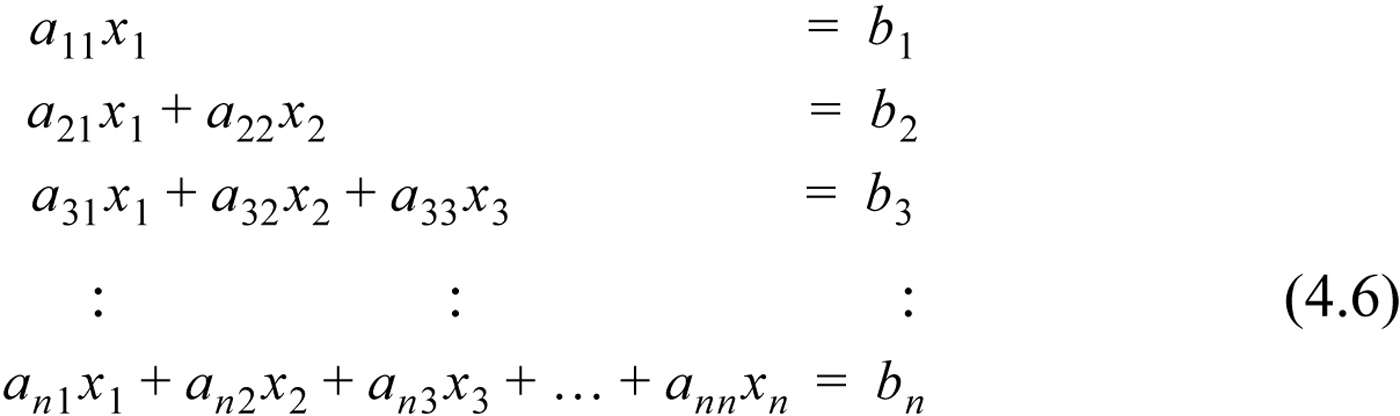 a₁₁x₁ = b₁
a₂₁x₁ + a₂₂x₂ = b₂
a₃₁x₁ + a₃₂x₂ + a₃₃x₃ = b₃
: : : (4.6)
aₙ₁x₁ + aₙ₂x₂ + aₙ₃x₃ + … + aₙₙxₙ = bₙ